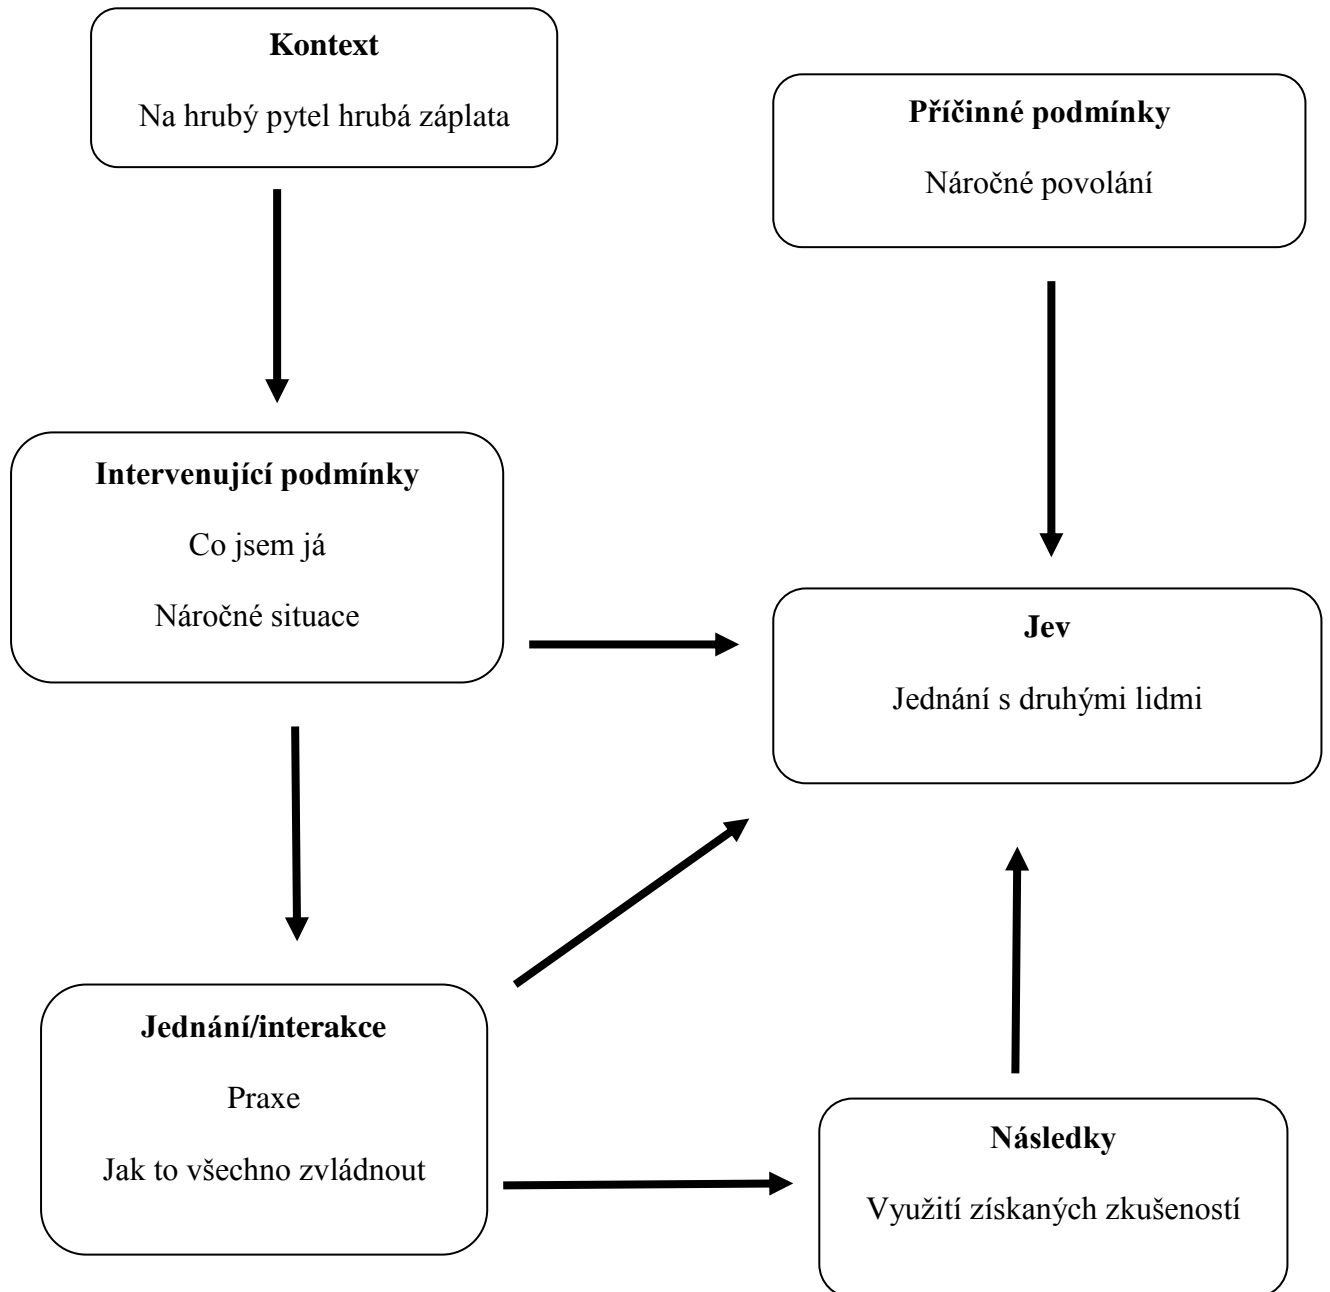 Kontext
Na hrubý pytel hrubá záplata
Příčinné podmínky
Náročné povolání
Intervenující podmínky
Co jsem já
Náročné situace
Jev
Jednání s druhými lidmi
Jednání/interakce
Praxe
Jak to všechno zvládnout
Následky
Využití získaných zkušeností